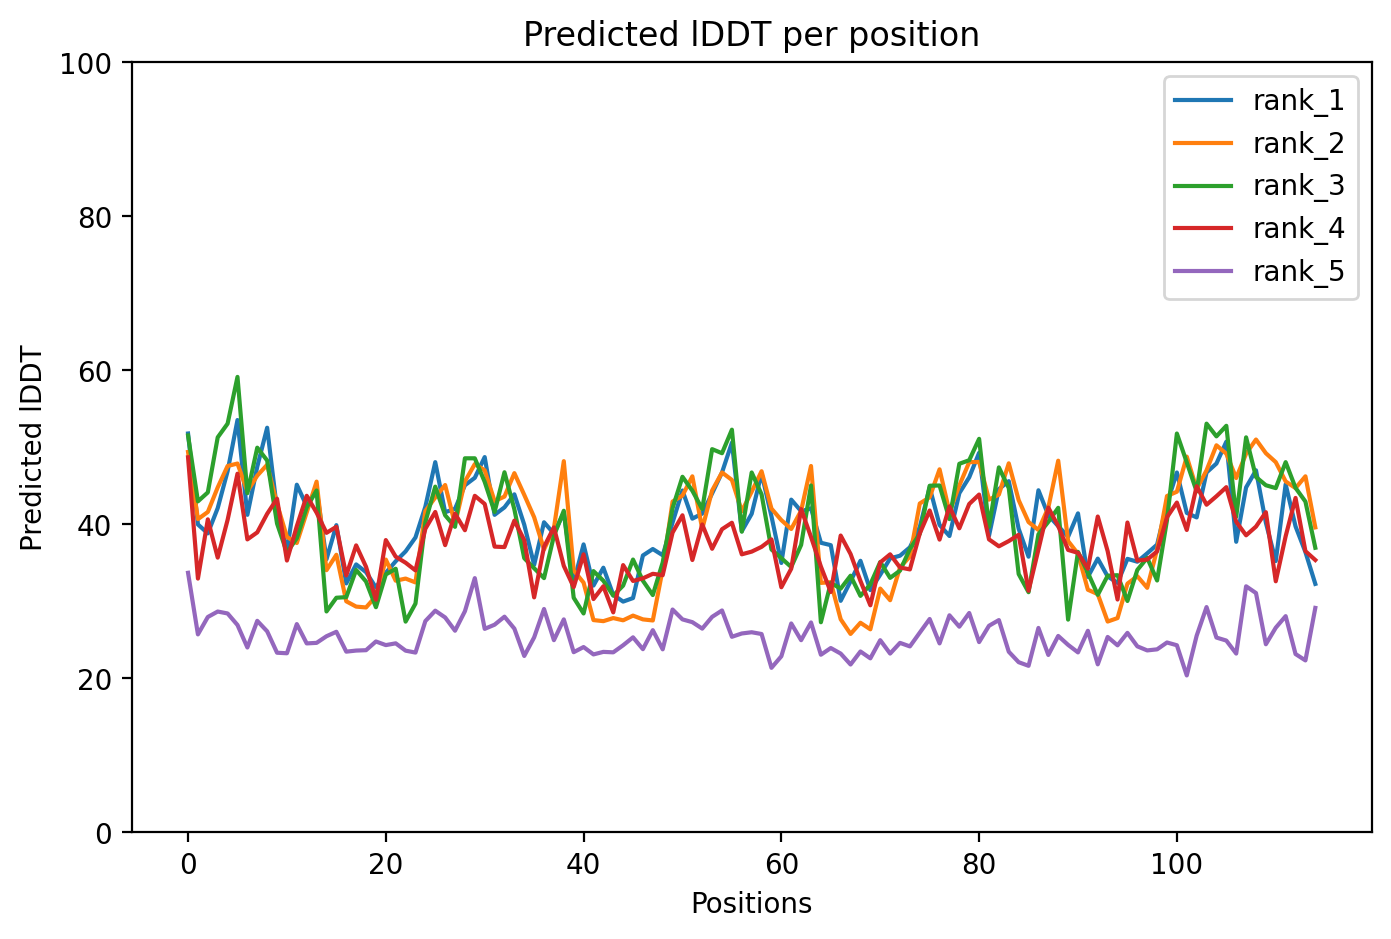 Predicted lDDT per position
100
80
60
40
20
0
Predicted lDDT
0 20 40 60 80 100
Positions
rank_1
rank_2
rank_3
rank_4
rank_5